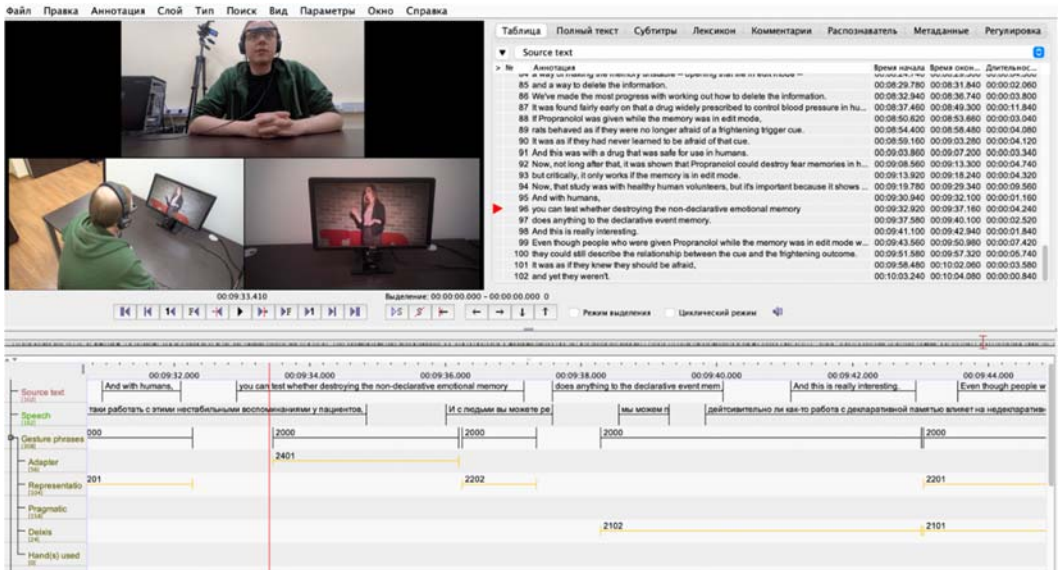 Файл Правка Аннотация Слой Тип Поиск Вид Параметры Окно Справка
Таблица Полный текст Субтитры Лексикон Комментарии Распознаватель Метаданные Регулировка
Source text
> № Аннотация Время начала Время окон... Длительнос...
85 and a way to delete the information. 00:08:29.780 00:08:31.840 00:00:02.060
86 We've made the most progress with working out how to delete the information. 00:08:32.940 00:08:36.740 00:00:03.800
87 It was found fairly early on that a drug widely prescribed to control blood pressure in hu... 00:08:37.460 00:08:49.300 00:00:11.840
88 If Propranolol was given while the memory was in edit mode, 00:08:50.620 00:08:53.660 00:00:03.040
89 rats behaved as if they were no longer afraid of a frightening trigger cue. 00:08:54.400 00:08:58.480 00:00:04.080
90 It was as if they had never learned to be afraid of that cue. 00:08:59.160 00:09:03.280 00:00:04.120
91 And this was with a drug that was safe for use in humans. 00:09:03.860 00:09:07.200 00:00:03.340
92 Now, not long after that, it was shown that Propranolol could destroy fear memories in h... 00:09:08.560 00:09:13.300 00:00:04.740
93 but critically, it only works if the memory is in edit mode. 00:09:13.920 00:09:18.240 00:00:04.320
94 Now, that study was with healthy human volunteers, but it's important because it shows ... 00:09:19.780 00:09:29.340 00:00:09.560
95 And with humans, 00:09:30.940 00:09:32.100 00:00:01.160
96 you can test whether destroying the non-declarative emotional memory 00:09:32.920 00:09:37.160 00:00:04.240
97 does anything to the declarative event memory. 00:09:37.580 00:09:40.100 00:00:02.520
98 And this is really interesting. 00:09:41.100 00:09:42.940 00:00:01.840
99 Even though people who were given Propranolol while the memory was in edit mode w... 00:09:43.560 00:09:50.980 00:00:07.420
100 they could still describe the relationship between the cue and the frightening outcome. 00:09:51.580 00:09:57.320 00:00:05.740
101 It was as if they knew they should be afraid, 00:09:58.480 00:10:02.060 00:00:03.580
102 and yet they weren't. 00:10:03.240 00:10:04.080 00:00:00.840
00:09:33.410 Выделение: 00:00:00.000 - 00:00:00.000 0
Режим выделения Циклический режим
00:09:32.000 00:09:34.000 00:09:36.000 00:09:38.000 00:09:40.000 00:09:42.000 00:09:44.000
Source text And with humans, you can test whether destroying the non-declarative emotional memory does anything to the declarative event mem And this is really interesting. Even though people w
Speech таки работать с этими нестабильными воспоминаниями у пациентов, И с людьми вы можете ре мы можем п дейтсивительно ли как-то работа с декларативной памятью влияет на недекларатив
Gesture phrases 000 2000 2000 2000 2000
Adapter 2401
Representatio 201 2202 2201
Pragmatic
Deixis 2102 2101
Hand(s) used